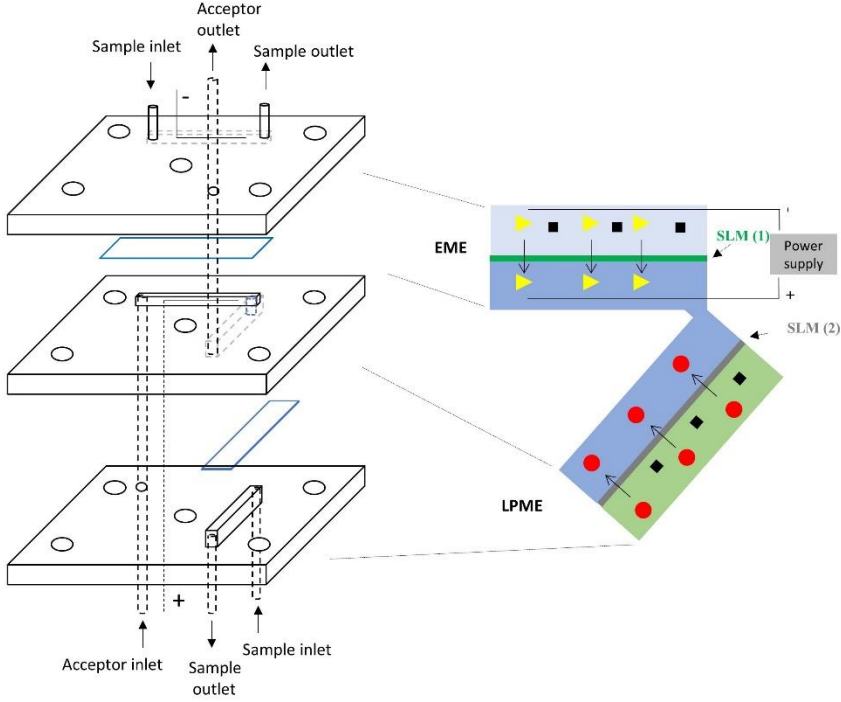 Acceptor
outlet
Sample inlet
Sample outlet
-
EME
SLM (1)
Power
supply
+
SLM (2)
LPME
+
Acceptor inlet
Sample
outlet
Sample inlet